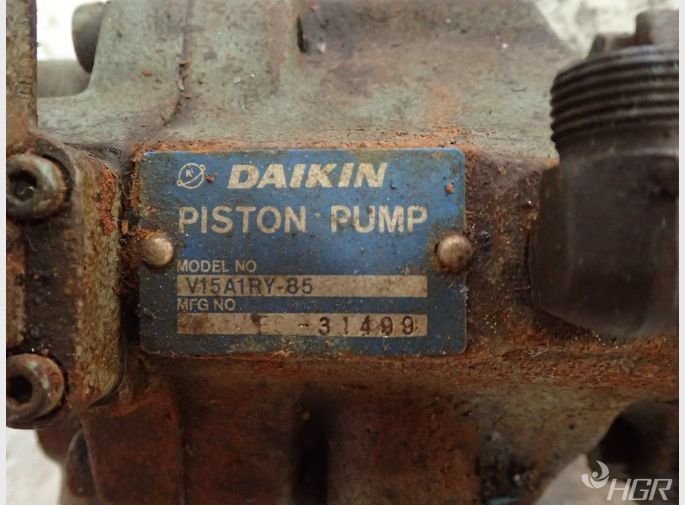 DAIKIN
PISTON PUMP
MODEL NO
V15A1RY-85
MFG NO
-31499
HGR